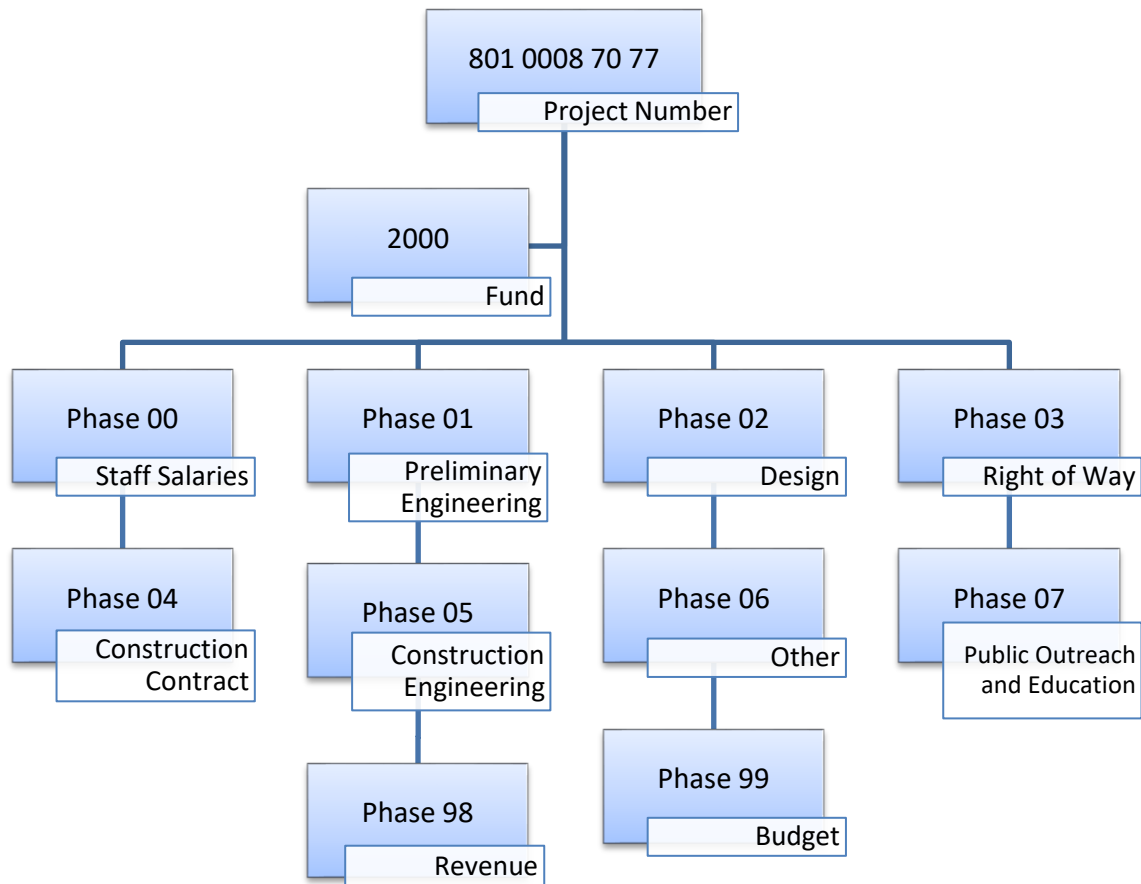 801 0008 70 77
Project Number
2000
Fund
Phase 00
Staff Salaries
Phase 01
Preliminary
Engineering
Phase 02
Design
Phase 03
Right of Way
Phase 04
Construction
Contract
Phase 05
Construction
Engineering
Phase 06
Other
Phase 07
Public Outreach
and Education
Phase 98
Revenue
Phase 99
Budget